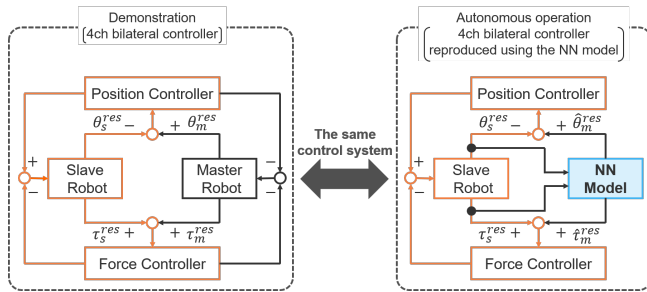 Demonstration
[4ch bilateral controller]
Position Controller
θ_s^{res} − + θ_m^{res}
+
−
Slave
Robot
Master
Robot
−
−
τ_s^{res} + + τ_m^{res}
Force Controller
The same
control system
Autonomous operation
[4ch bilateral controller
reproduced using the NN model]
Position Controller
θ_s^{res} − + θ̂_m^{res}
+
−
Slave
Robot
NN
Model
τ_s^{res} + + τ̂_m^{res}
Force Controller